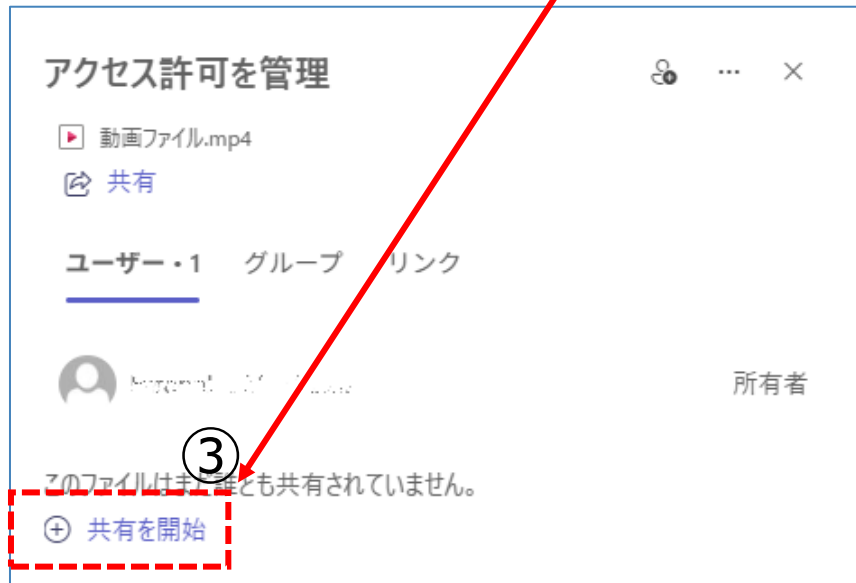 アクセス許可を管理
動画ファイル.mp4
共有
ユーザー・1 グループ リンク
所有者
③
このファイルはまだ誰とも共有されていません。
共有を開始